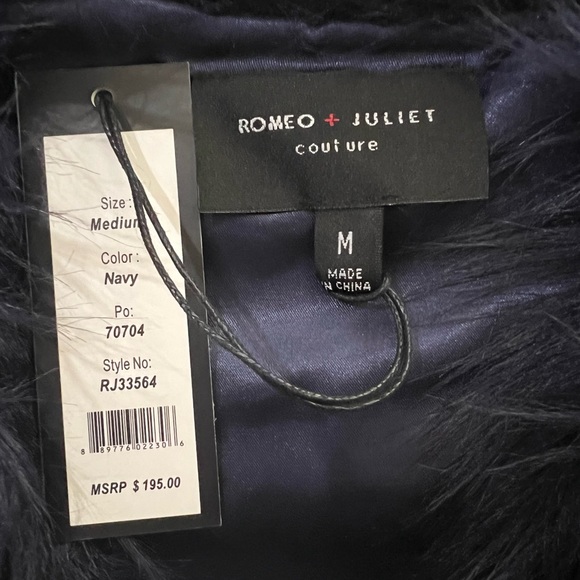 ROMEO + JULIET
couture
M
MADE
IN CHINA
Size:
Medium
Color:
Navy
Po:
70704
Style No:
RJ33564
8 89776 02230 6
MSRP $195.00